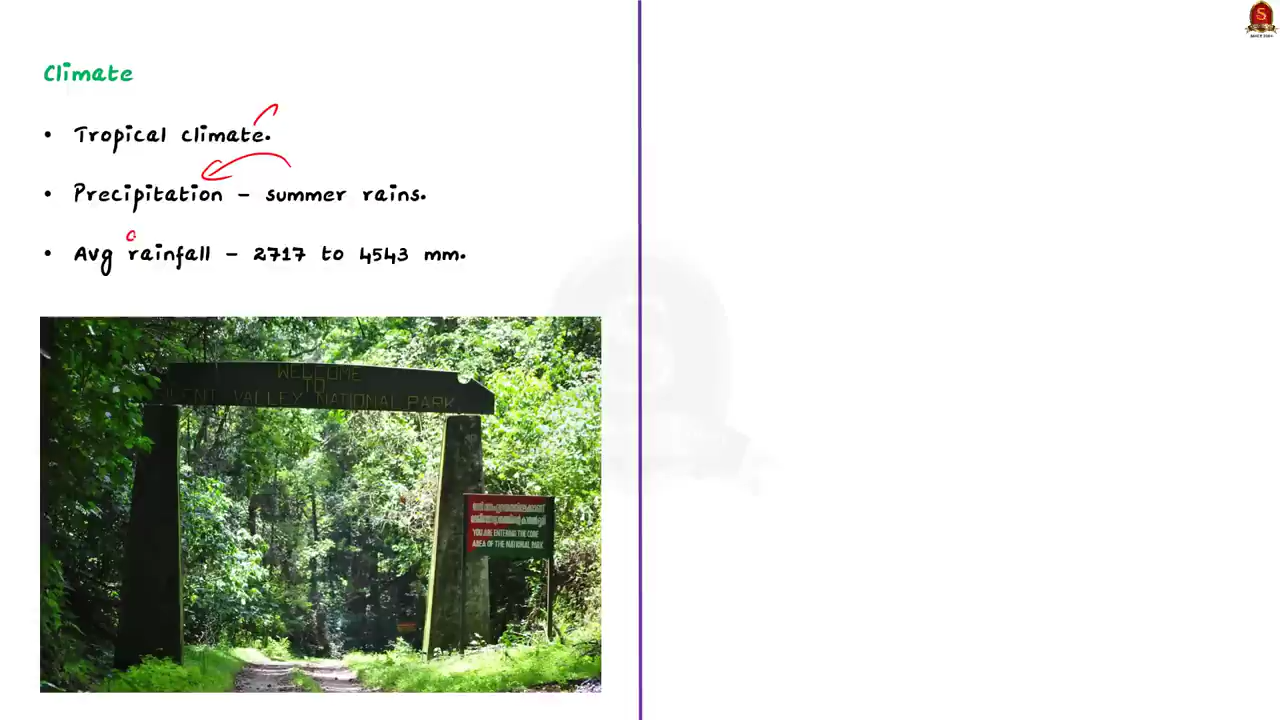 Climate
• Tropical climate.
• Precipitation – summer rains.
• Avg rainfall – 2717 to 4543 mm.
WELCOME
TO
SILENT VALLEY NATIONAL PARK
YOU ARE ENTERING THE CORE
AREA OF THE NATIONAL PARK
S